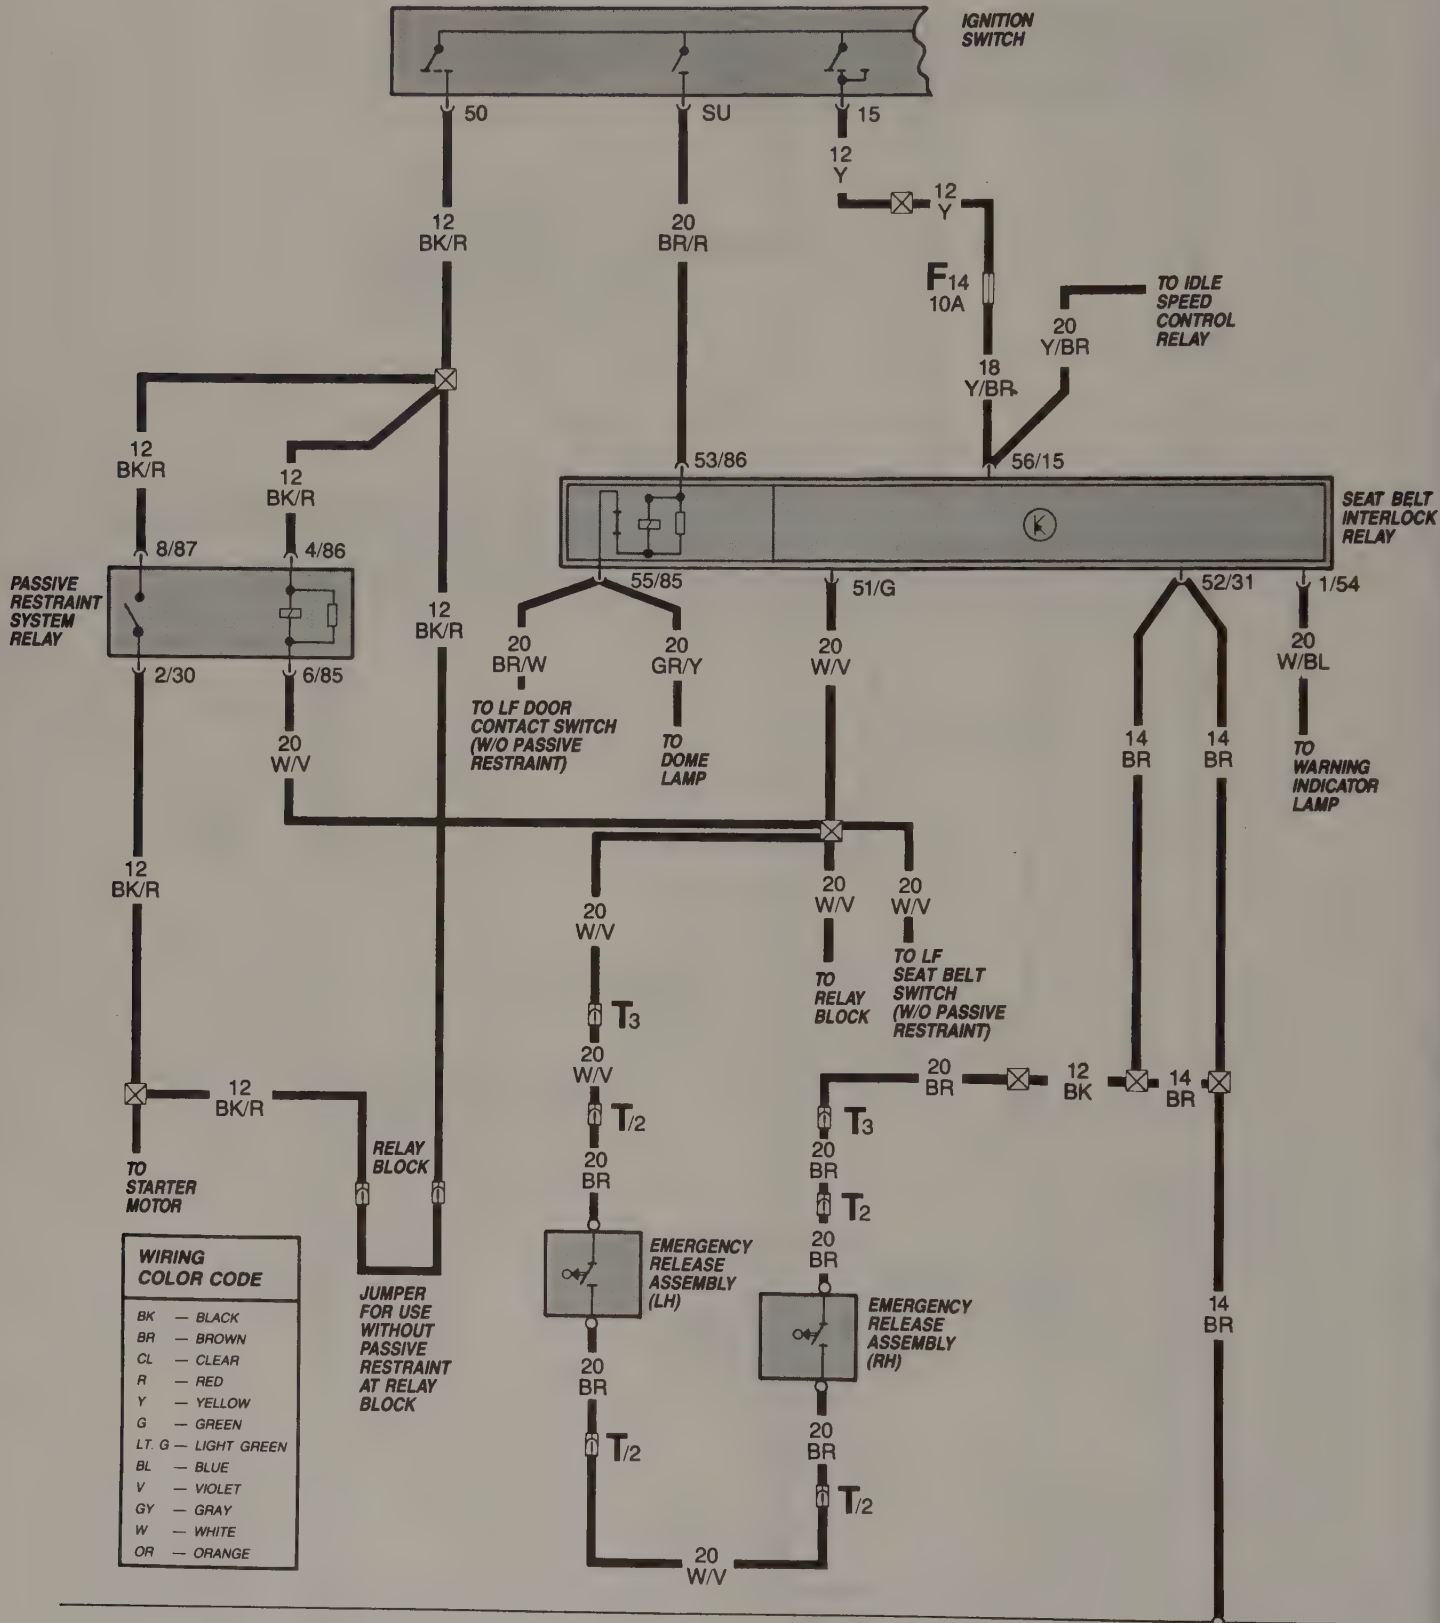 IGNITION
SWITCH
50
SU
15
12
Y
12
Y
12
BK/R
20
BR/R
F14
10A
TO IDLE
SPEED
CONTROL
RELAY
20
Y/BR
18
Y/BR
12
BK/R
12
BK/R
53/86
56/15
SEAT BELT
INTERLOCK
RELAY
8/87
4/86
PASSIVE
RESTRAINT
SYSTEM
RELAY
55/85
51/G
52/31
1/54
12
BK/R
20
BR/W
20
GR/Y
20
W/V
20
W/BL
2/30
6/85
TO LF DOOR
CONTACT SWITCH
(W/O PASSIVE
RESTRAINT)
TO
DOME
LAMP
20
W/V
14
BR
14
BR
TO
WARNING
INDICATOR
LAMP
12
BK/R
20
W/V
20
W/V
20
W/V
TO
RELAY
BLOCK
TO LF
SEAT BELT
SWITCH
(W/O PASSIVE
RESTRAINT)
T3
20
W/V
T/2
20
BR
12
BK
14
BR
T3
12
BK/R
RELAY
BLOCK
TO
STARTER
MOTOR
20
BR
20
BR
T2
20
BR
EMERGENCY
RELEASE
ASSEMBLY
(LH)
EMERGENCY
RELEASE
ASSEMBLY
(RH)
14
BR
JUMPER
FOR USE
WITHOUT
PASSIVE
RESTRAINT
AT RELAY
BLOCK
20
BR
20
BR
T/2
T/2
20
W/V
WIRING
COLOR CODE
BK — BLACK
BR — BROWN
CL — CLEAR
R — RED
Y — YELLOW
G — GREEN
LT. G — LIGHT GREEN
BL — BLUE
V — VIOLET
GY — GRAY
W — WHITE
OR — ORANGE